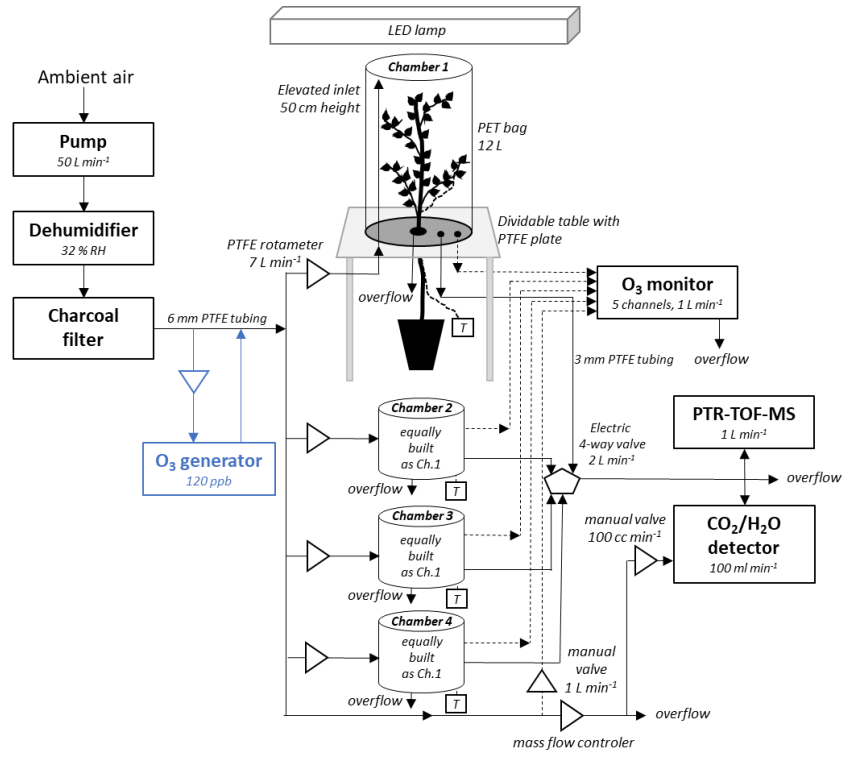 LED lamp
Ambient air
Pump
50 L min⁻¹
Dehumidifier
32 % RH
Charcoal
filter
6 mm PTFE tubing
O₃ generator
120 ppb
Chamber 1
Elevated inlet
50 cm height
PET bag
12 L
Dividable table with
PTFE plate
PTFE rotameter
7 L min⁻¹
overflow
T
O₃ monitor
5 channels, 1 L min⁻¹
overflow
3 mm PTFE tubing
Chamber 2
equally
built
as Ch.1
overflow
T
Electric
4-way valve
2 L min⁻¹
PTR-TOF-MS
1 L min⁻¹
overflow
Chamber 3
equally
built
as Ch.1
overflow
T
manual valve
100 cc min⁻¹
CO₂/H₂O
detector
100 ml min⁻¹
Chamber 4
equally
built
as Ch.1
overflow
T
manual
valve
1 L min⁻¹
overflow
mass flow controler